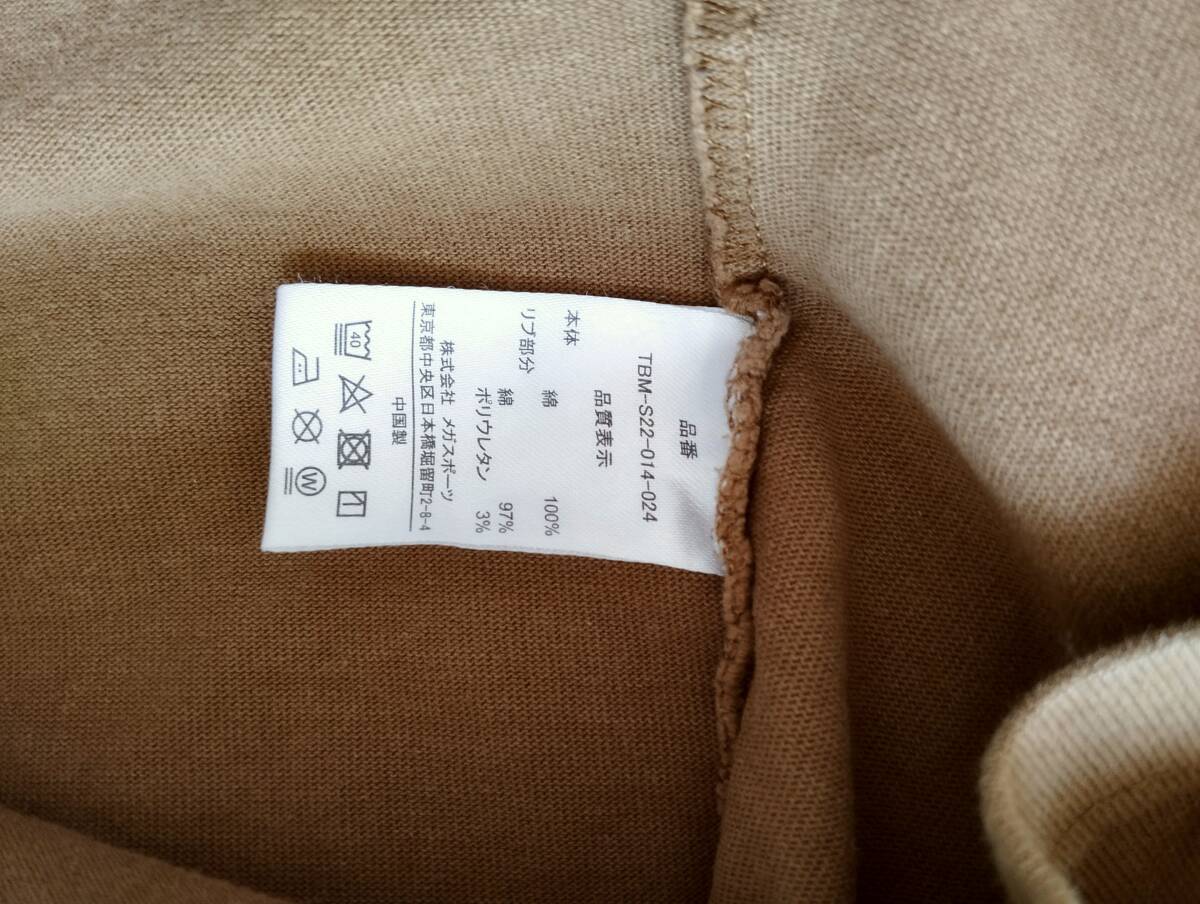 品番
TBM-S22-014-024
品質表示
本体 綿 100%
リブ部分 綿 97%
ポリウレタン 3%
株式会社 メガスポーツ
東京都中央区日本橋堀留町2-8-4
中国製
40
W